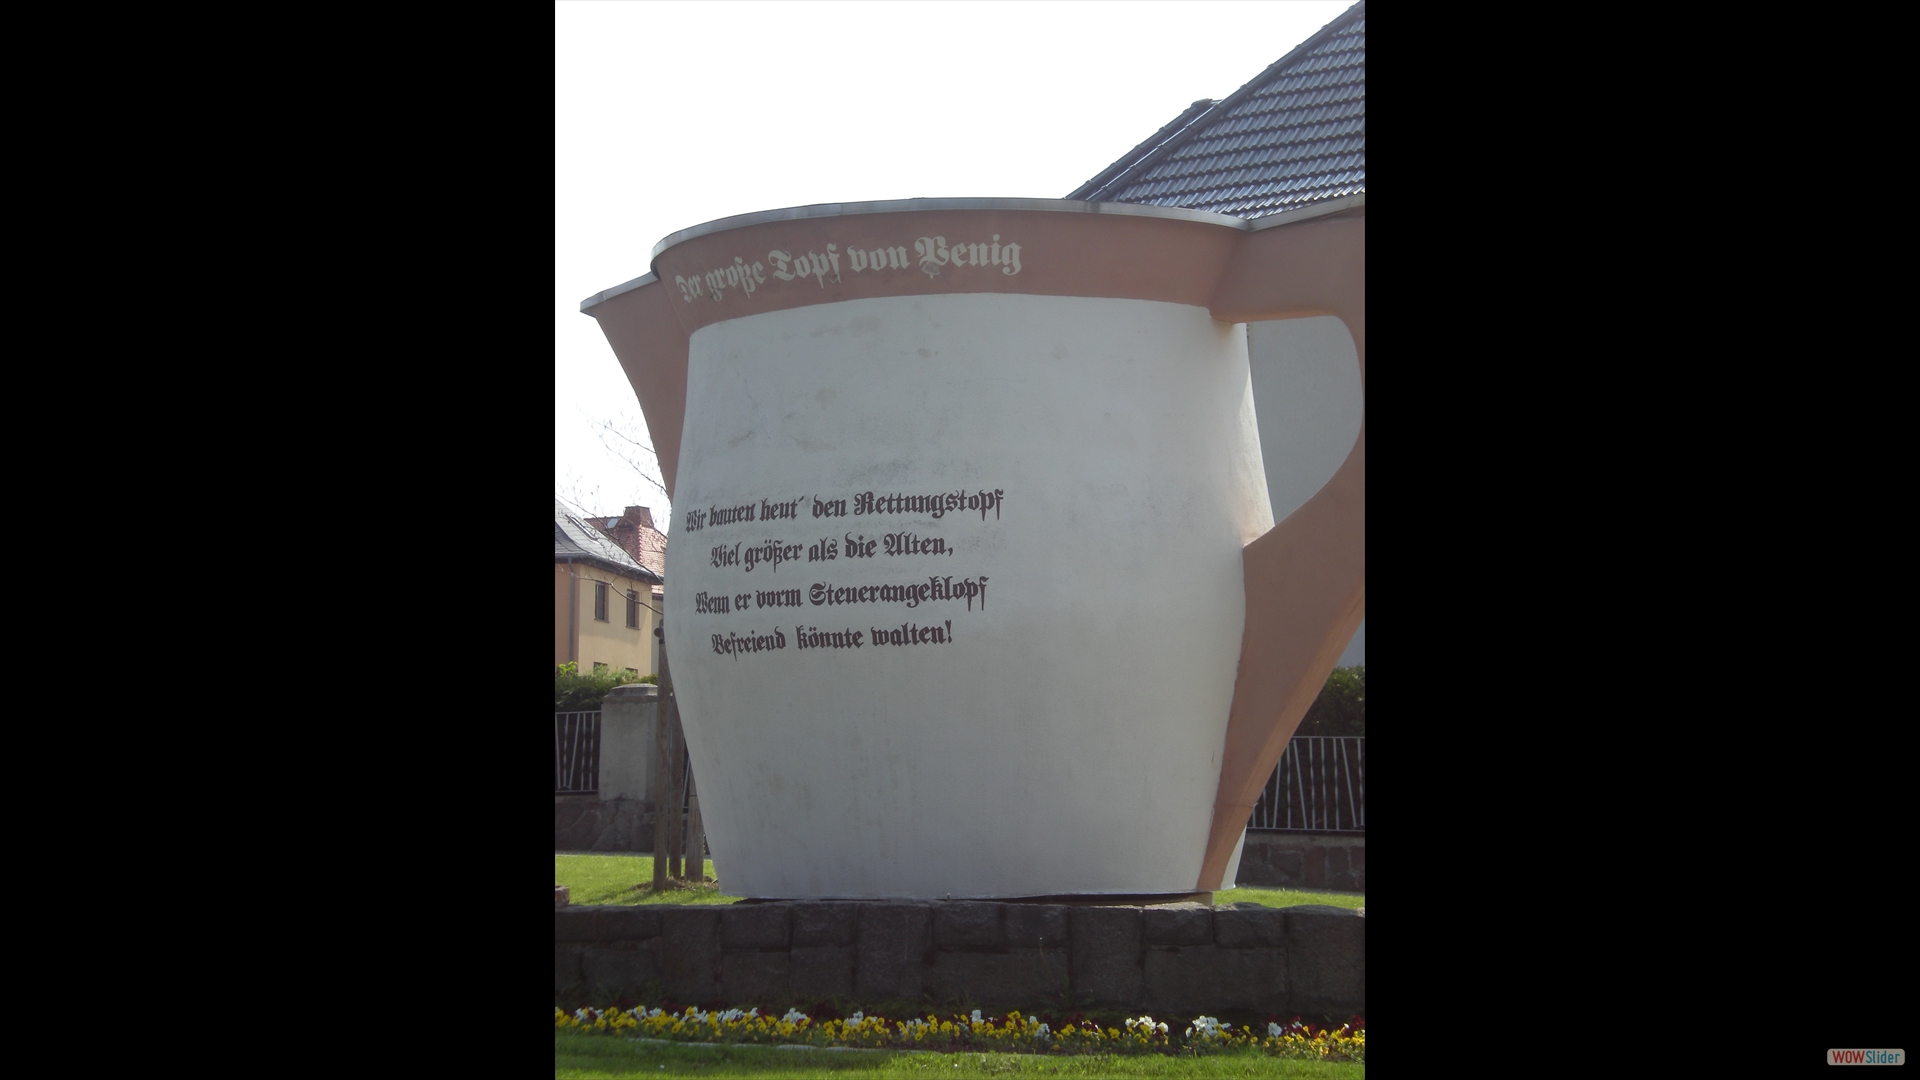 Der große Topf von Penig
Wir bauten heut´ den Rettungstopf
Viel größer als die Alten,
Wenn er vorm Steuerangeklopf
Befreiend könnte walten!
WOWSlider